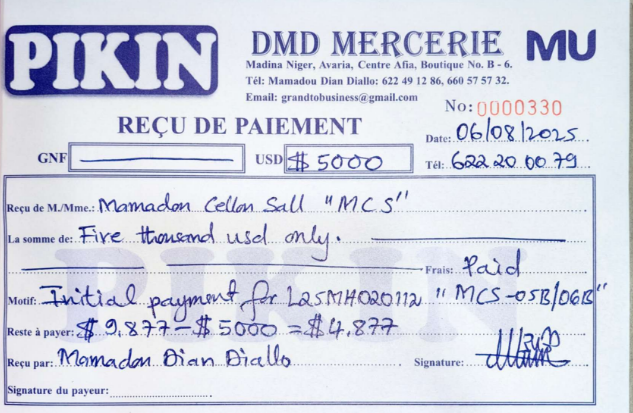 PIKIN
DMD MERCERIE MU
Madina Niger, Avaria, Centre Afia, Boutique No. B - 6.
Tél: Mamadou Dian Diallo: 622 49 12 86, 660 57 57 32.
Email: grandtobusiness@gmail.com
No: 0000330
REÇU DE PAIEMENT
Date: 06/08/2025
GNF USD $ 5000
Tél: 622 20 00 79
Reçu de M./Mme.: Mamadou Cellou Sall "MCS"
La somme de: Five thousand usd only.
Frais: Paid
Motif: Initial payment for L25MH020112 "MCS-05B/06B"
Reste à payer: $ 9,877 - $ 5000 = $ 4,877
Reçu par: Mamadou Dian Diallo Signature:
Signature du payeur:
PIKIN